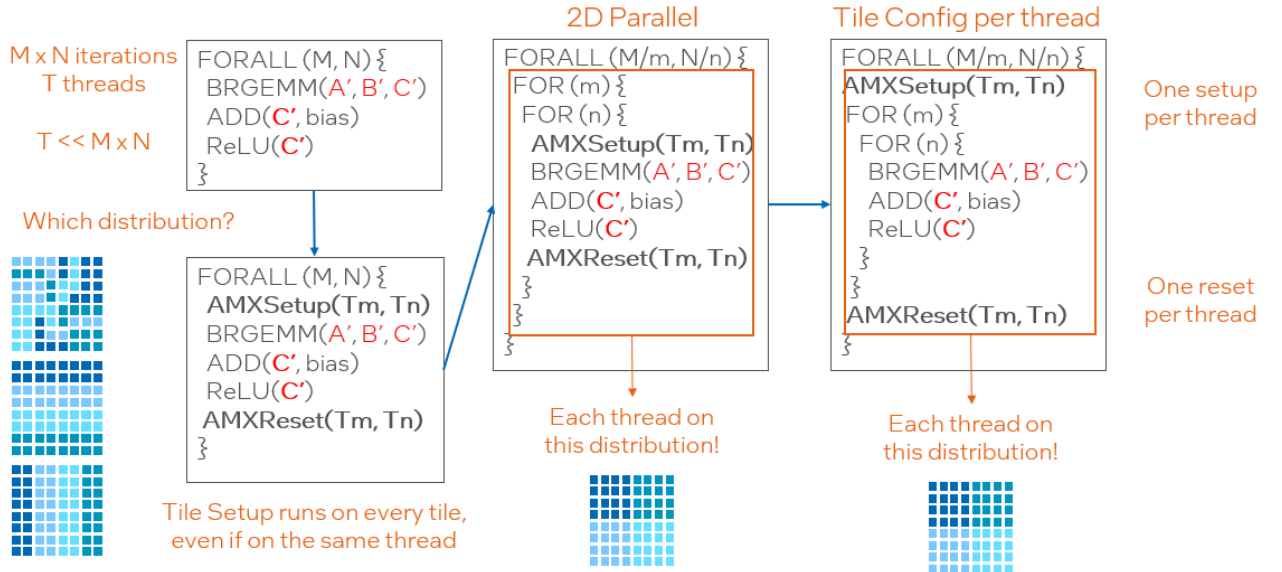 M x N iterations
T threads
T << M x N
FORALL (M, N) {
BRGEMM(A’, B’, C’)
ADD(C’, bias)
ReLU(C’)
}
Which distribution?
FORALL (M, N) {
AMXSetup(Tm, Tn)
BRGEMM(A’, B’, C’)
ADD(C’, bias)
ReLU(C’)
AMXReset(Tm, Tn)
}
Tile Setup runs on every tile,
even if on the same thread
2D Parallel
FORALL (M/m, N/n) {
FOR (m) {
FOR (n) {
AMXSetup(Tm, Tn)
BRGEMM(A’, B’, C’)
ADD(C’, bias)
ReLU(C’)
AMXReset(Tm, Tn)
}
}
}
Each thread on
this distribution!
Tile Config per thread
FORALL (M/m, N/n) {
AMXSetup(Tm, Tn)
FOR (m) {
FOR (n) {
BRGEMM(A’, B’, C’)
ADD(C’, bias)
ReLU(C’)
}
}
AMXReset(Tm, Tn)
}
Each thread on
this distribution!
One setup
per thread
One reset
per thread